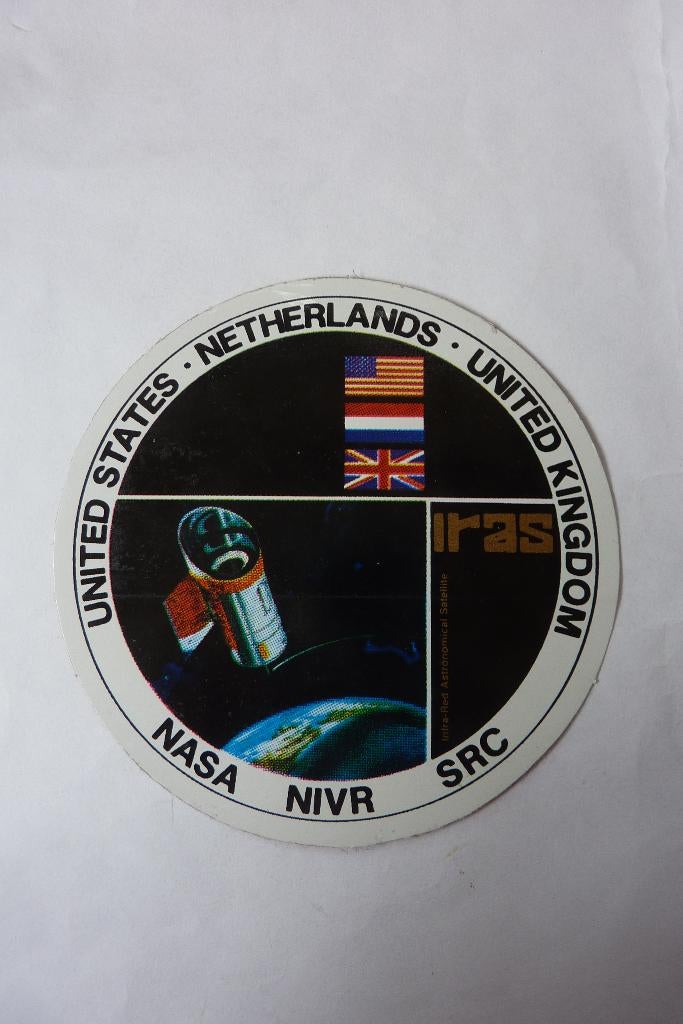 UNITED STATES · NETHERLANDS · UNITED KINGDOM
Iras
Infra-Red Astronomical Satellite
NASA NIVR SRC